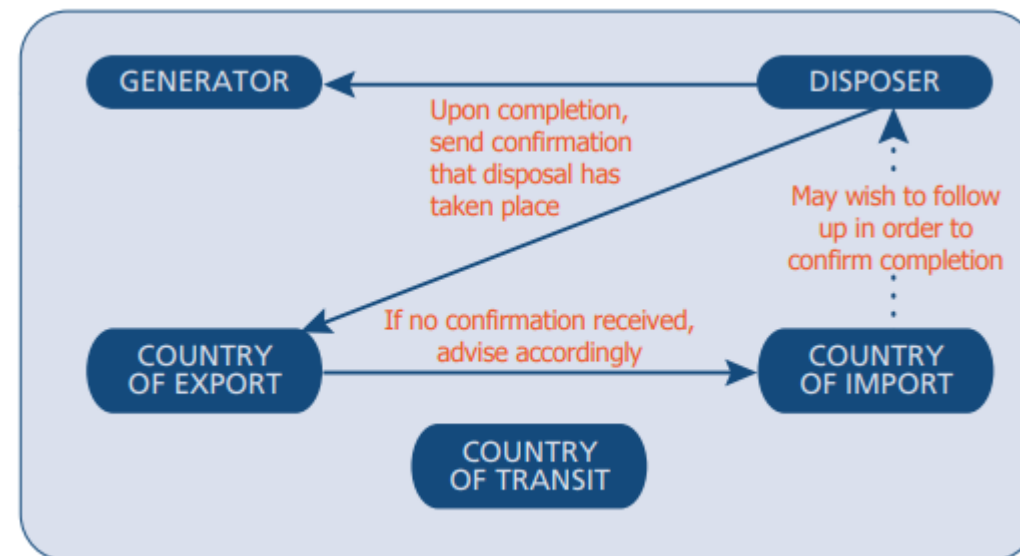 GENERATOR
DISPOSER
Upon completion,
send confirmation
that disposal has
taken place
May wish to follow
up in order to
confirm completion
If no confirmation received,
advise accordingly
COUNTRY
OF EXPORT
COUNTRY
OF IMPORT
COUNTRY
OF TRANSIT